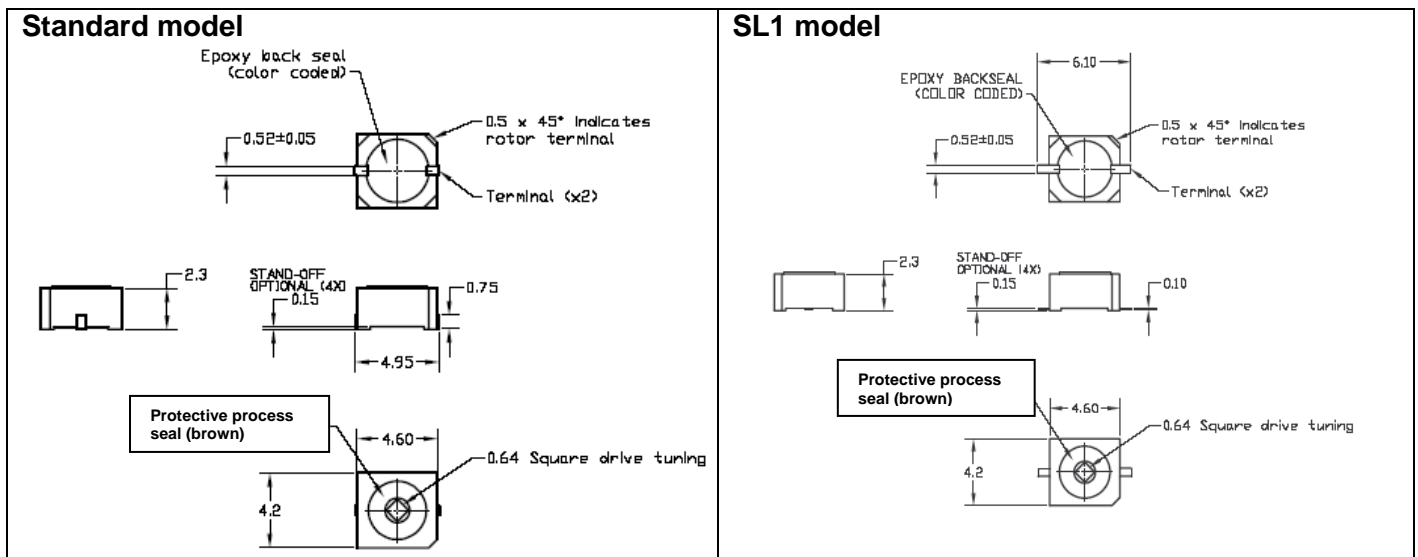 Standard model
Epoxy back seal
(color coded)
0.5 x 45° Indicates
rotor terminal
0.52±0.05
Terminal (x2)
2.3
STAND-OFF
OPTIONAL (4X)
0.15
0.75
4.95
Protective process
seal (brown)
4.60
0.64 Square drive tuning
4.2
SL1 model
6.10
EPOXY BACKSEAL
(COLOR CODED)
0.5 x 45° Indicates
rotor terminal
0.52±0.05
Terminal (x2)
2.3
STAND-OFF
OPTIONAL (4X)
0.15
0.10
Protective process
seal (brown)
4.60
0.64 Square drive tuning
4.2